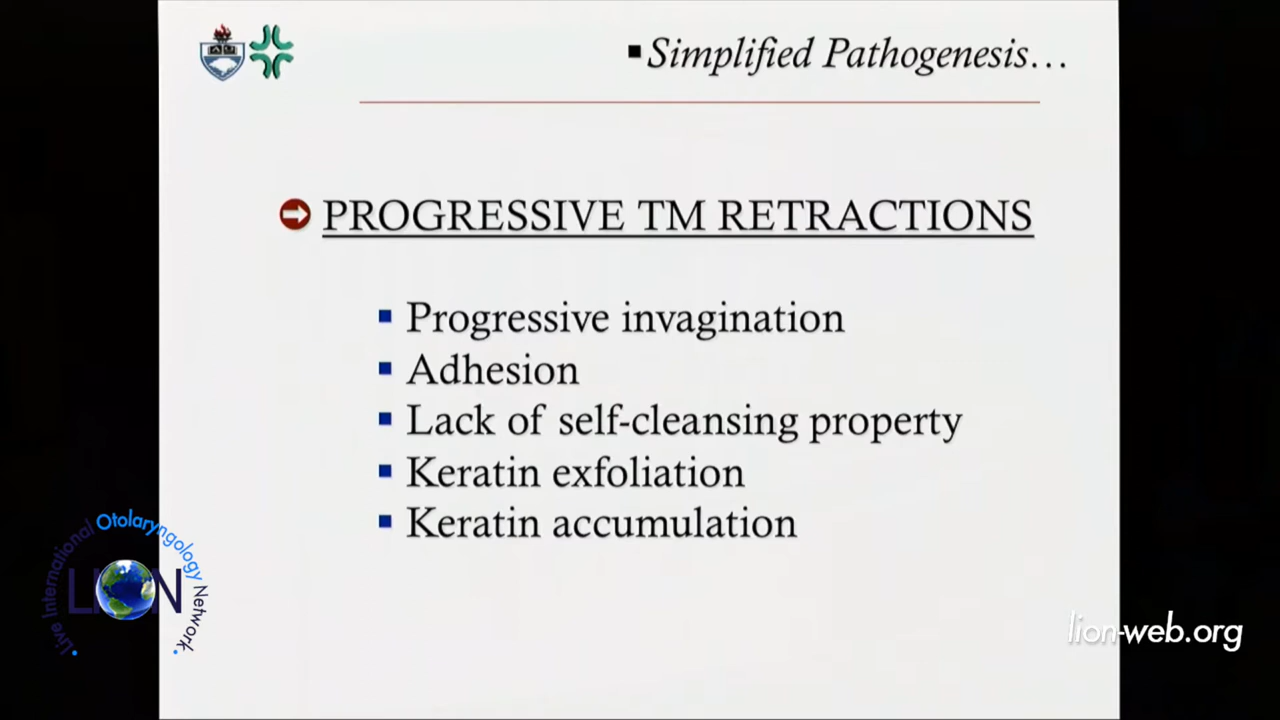 ▪Simplified Pathogenesis…
PROGRESSIVE TM RETRACTIONS
▪ Progressive invagination
▪ Adhesion
▪ Lack of self-cleansing property
▪ Keratin exfoliation
▪ Keratin accumulation
Live International Otolaryngology Network
LION
lion-web.org